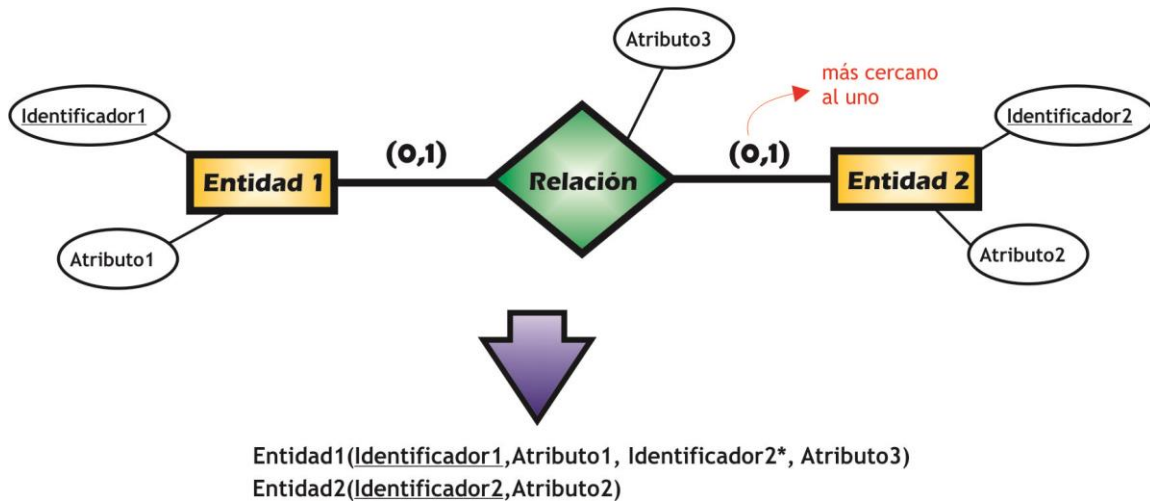 Atributo3
más cercano
al uno
Identificador1
Identificador2
(0,1)
(0,1)
Entidad 1
Relación
Entidad 2
Atributo1
Atributo2
Entidad1(Identificador1,Atributo1, Identificador2*, Atributo3)
Entidad2(Identificador2,Atributo2)